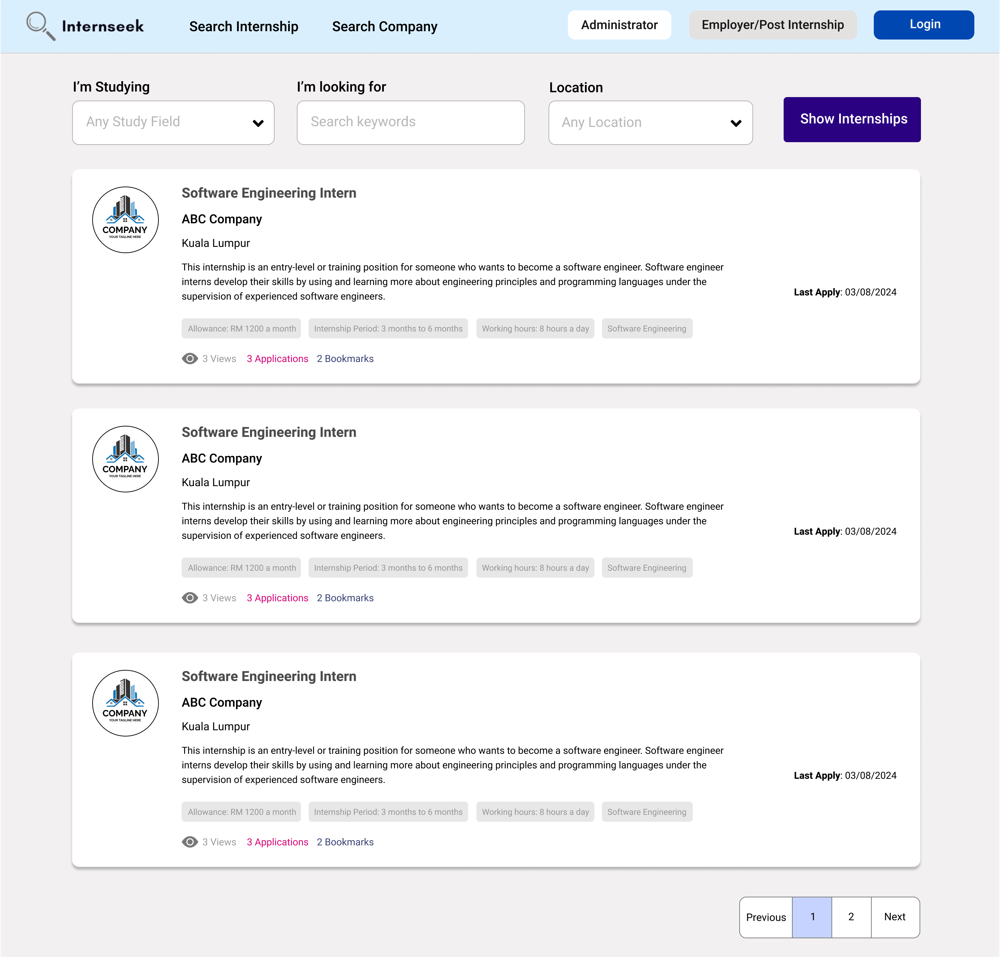 Internseek
Search Internship
Search Company
Administrator
Employer/Post Internship
Login
I’m Studying
I’m looking for
Location
Any Study Field
Search keywords
Any Location
Show Internships
COMPANY
YOUR TAGLINE HERE
Software Engineering Intern
ABC Company
Kuala Lumpur
This internship is an entry-level or training position for someone who wants to become a software engineer. Software engineer
interns develop their skills by using and learning more about engineering principles and programming languages under the
supervision of experienced software engineers.
Last Apply: 03/08/2024
Allowance: RM 1200 a month
Internship Period: 3 months to 6 months
Working hours: 8 hours a day
Software Engineering
3 Views
3 Applications
2 Bookmarks
COMPANY
YOUR TAGLINE HERE
Software Engineering Intern
ABC Company
Kuala Lumpur
This internship is an entry-level or training position for someone who wants to become a software engineer. Software engineer
interns develop their skills by using and learning more about engineering principles and programming languages under the
supervision of experienced software engineers.
Last Apply: 03/08/2024
Allowance: RM 1200 a month
Internship Period: 3 months to 6 months
Working hours: 8 hours a day
Software Engineering
3 Views
3 Applications
2 Bookmarks
COMPANY
YOUR TAGLINE HERE
Software Engineering Intern
ABC Company
Kuala Lumpur
This internship is an entry-level or training position for someone who wants to become a software engineer. Software engineer
interns develop their skills by using and learning more about engineering principles and programming languages under the
supervision of experienced software engineers.
Last Apply: 03/08/2024
Allowance: RM 1200 a month
Internship Period: 3 months to 6 months
Working hours: 8 hours a day
Software Engineering
3 Views
3 Applications
2 Bookmarks
Previous
1
2
Next